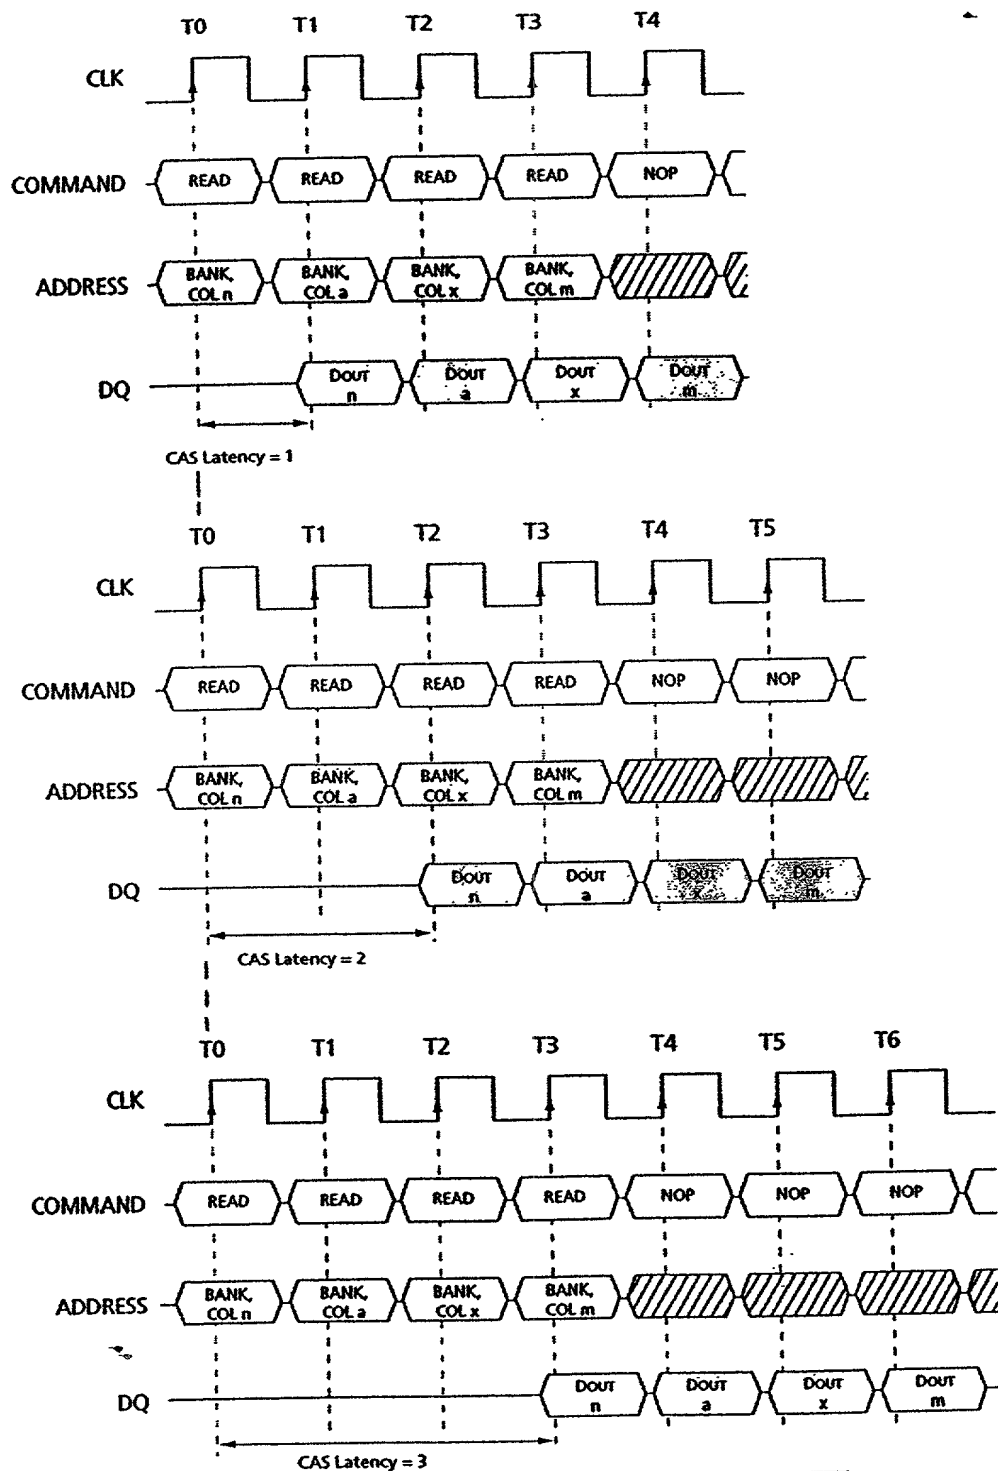 T0 T1 T2 T3 T4
CLK
COMMAND READ READ READ READ NOP
ADDRESS BANK, COL n BANK, COL a BANK, COL x BANK, COL m
DQ DOUT n DOUT a DOUT x DOUT m
CAS Latency = 1
T0 T1 T2 T3 T4 T5
CLK
COMMAND READ READ READ READ NOP NOP
ADDRESS BANK, COL n BANK, COL a BANK, COL x BANK, COL m
DQ DOUT n DOUT a DOUT x DOUT m
CAS Latency = 2
T0 T1 T2 T3 T4 T5 T6
CLK
COMMAND READ READ READ READ NOP NOP NOP
ADDRESS BANK, COL n BANK, COL a BANK, COL x BANK, COL m
DQ DOUT n DOUT a DOUT x DOUT m
CAS Latency = 3